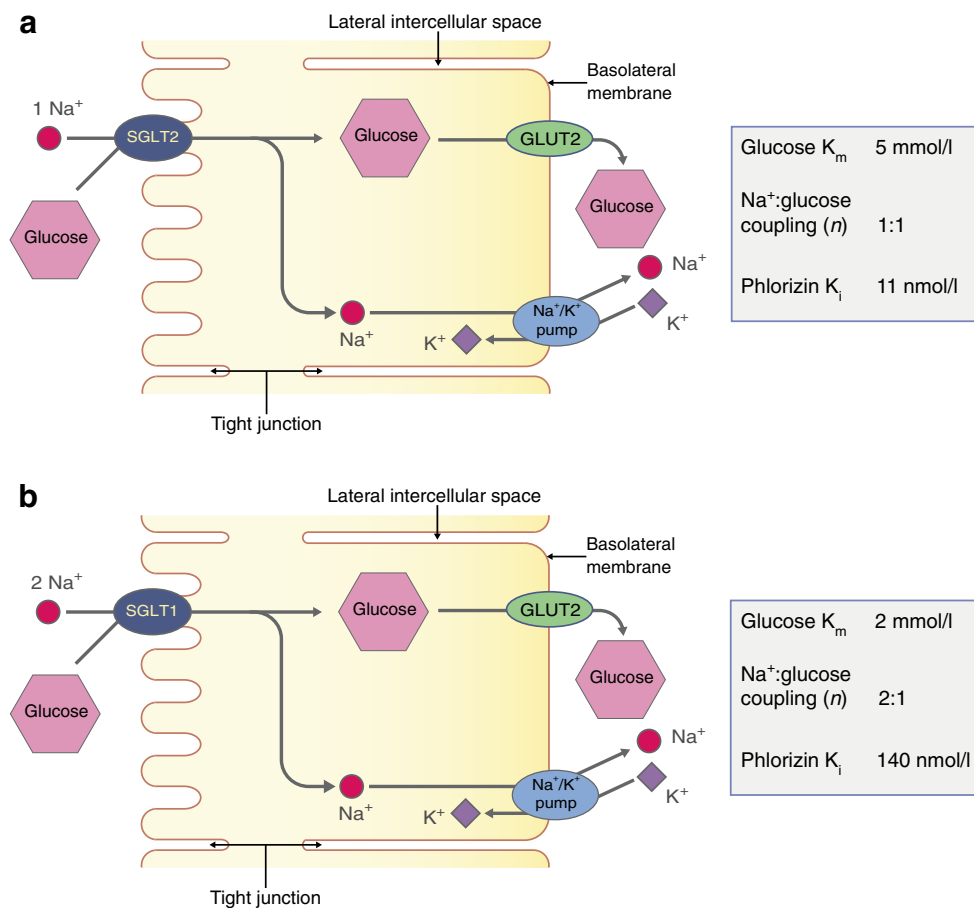 a
Lateral intercellular space
Basolateral
membrane
1 Na⁺
SGLT2
Glucose
GLUT2
Glucose
Glucose
Na⁺
Na⁺/K⁺
pump
Na⁺
K⁺
K⁺
Tight junction
Glucose Kₘ 5 mmol/l
Na⁺:glucose
coupling (n) 1:1
Phlorizin Kᵢ 11 nmol/l
b
Lateral intercellular space
Basolateral
membrane
2 Na⁺
SGLT1
Glucose
GLUT2
Glucose
Glucose
Na⁺
Na⁺/K⁺
pump
Na⁺
K⁺
K⁺
Tight junction
Glucose Kₘ 2 mmol/l
Na⁺:glucose
coupling (n) 2:1
Phlorizin Kᵢ 140 nmol/l